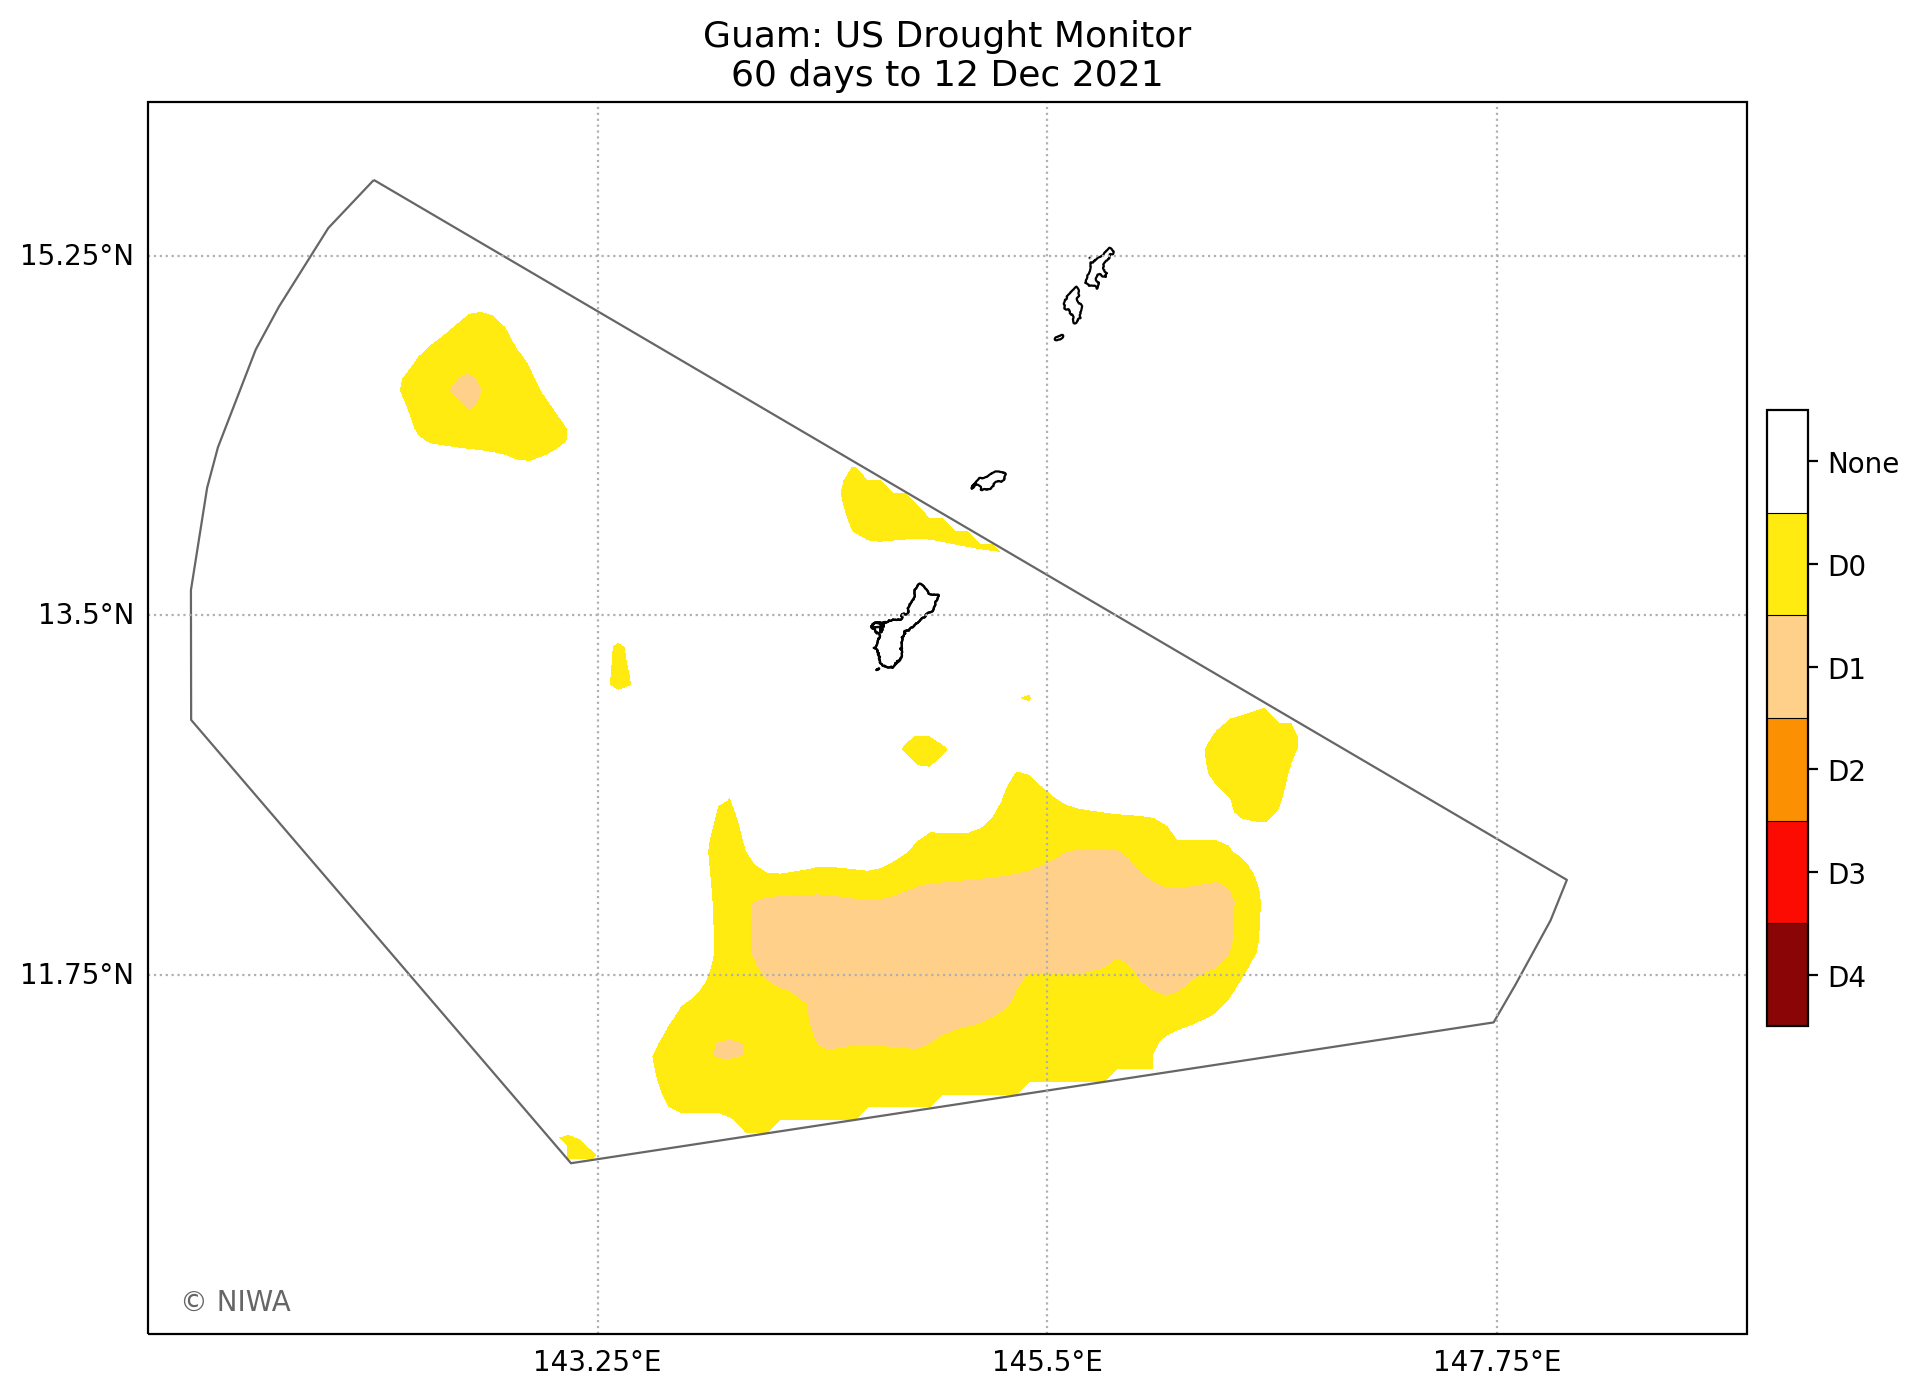 Guam: US Drought Monitor
60 days to 12 Dec 2021
15.25°N
13.5°N
11.75°N
143.25°E
145.5°E
147.75°E
None
D0
D1
D2
D3
D4
© NIWA